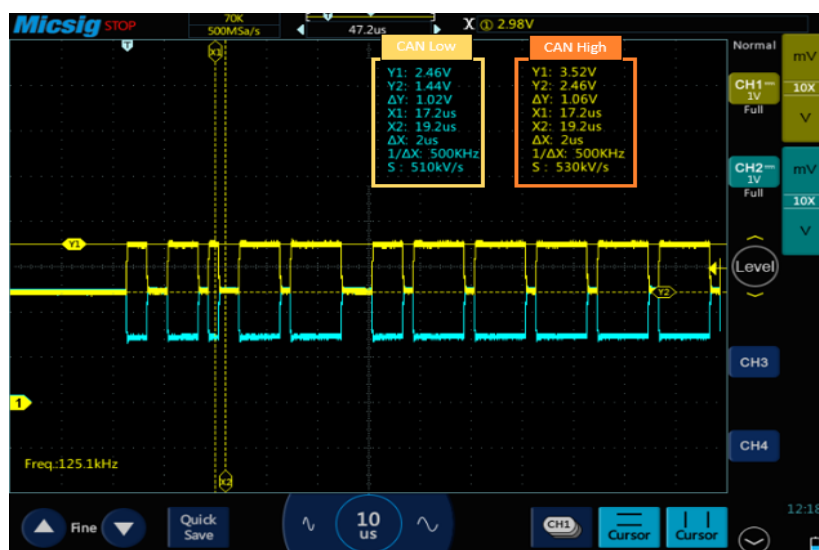 Micsig STOP
70K
500MSa/s
T
47.2us
X ① 2.98V
X1
CAN Low
Y1: 2.46V
Y2: 1.44V
ΔY: 1.02V
X1: 17.2us
X2: 19.2us
ΔX: 2us
1/ΔX: 500KHz
S : 510kV/s
CAN High
Y1: 3.52V
Y2: 2.46V
ΔY: 1.06V
X1: 17.2us
X2: 19.2us
ΔX: 2us
1/ΔX: 500KHz
S : 530kV/s
Normal
CH1
1V
Full
mV
10X
V
CH2
1V
Full
mV
10X
V
Level
CH3
CH4
Y1
Y2
1
Freq.:125.1kHz
X2
Fine
Quick
Save
10
us
CH1
Cursor
Cursor
12:18